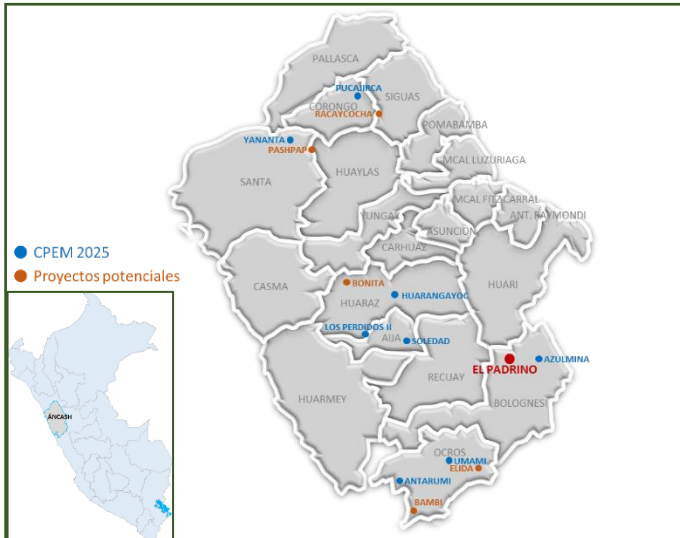 PALLASCA
PUCAJIRCA
SIGUAS
CORONGO
RACAYCOCHA
POMABAMBA
YANANTA
PASHPAP
MCAL LUZURIAGA
HUAYLAS
SANTA
MCAL FITZCARRAL
ANT. RAYMONDI
YUNGAY
ASUNCIÓN
CARHUAZ
CPEM 2025
HUARI
Proyectos potenciales
BONITA
CASMA
HUARANGAYOC
HUARAZ
LOS PERDIDOS II
AIJA
SOLEDAD
EL PADRINO
AZULMINA
RECUAY
HUARMEY
BOLOGNESI
ÁNCASH
OCROS
UMAMI
ELIDA
ANTARUMI
BAMBI